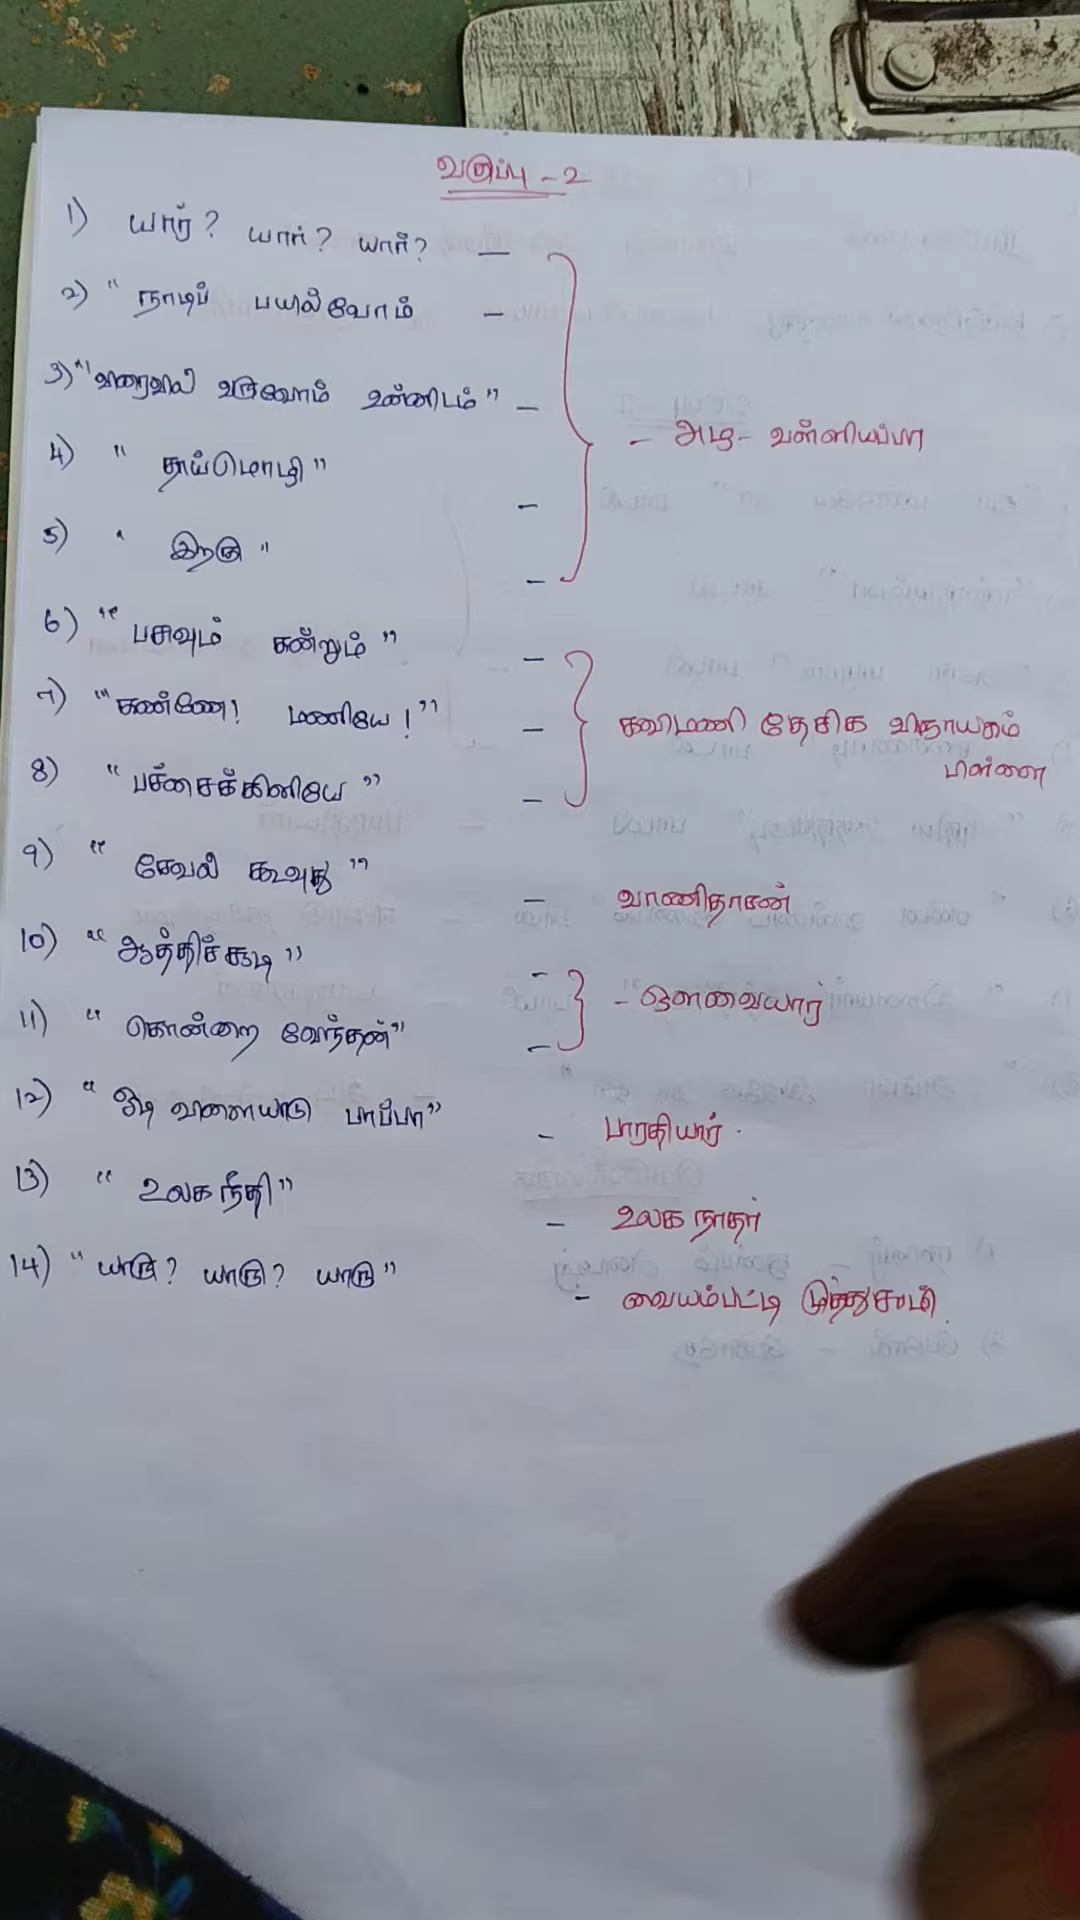 வகுப்பு - 2
1) யார்? யார்? யார்? -
2) " நாடிப் பயில்வோம் -
3) "விரைவில் வருவோம் உன்னிடம்" -
- அழ - வள்ளியப்பா
4) " தாய்மொழி" -
5) " இறகு " -
6) " பசுவும் கன்றும் " -
7) "கண்ணே! மணியே!" - கவிமணி தேசிக விநாயகம் பிள்ளை
8) " பச்சைக்கிளியே " -
9) " சேவல் கூவுது " - வாணிதாசன்
10) " ஆத்திச்சூடி " -
- ஔவையார்
11) " கொன்றை வேந்தன்" -
12) " ஓடி விளையாடு பாப்பா" - பாரதியார்.
13) " உலக நீதி" - உலக நாதர்
14) " யாரு? யாரு? யாரு" - வையம்பட்டி முத்துசாமி.